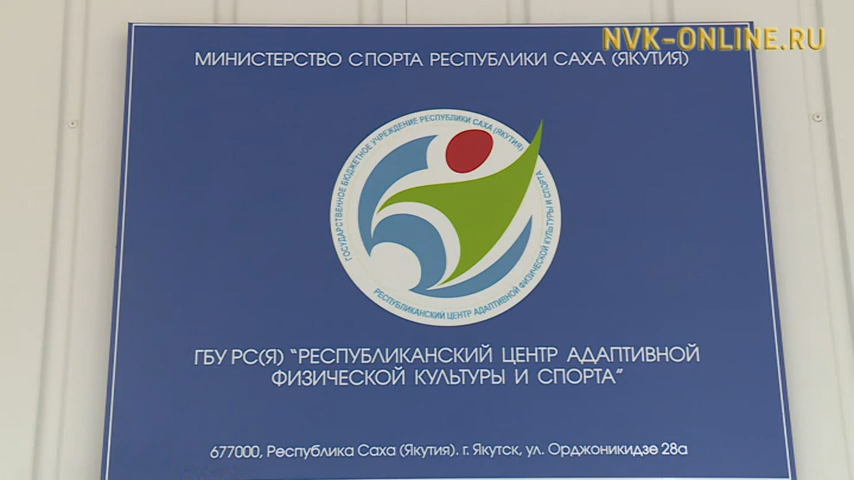 NVK-ONLINE.RU
МИНИСТЕРСТВО СПОРТА РЕСПУБЛИКИ САХА (ЯКУТИЯ)
ГОСУДАРСТВЕННОЕ БЮДЖЕТНОЕ УЧРЕЖДЕНИЕ РЕСПУБЛИКИ САХА (ЯКУТИЯ)
РЕСПУБЛИКАНСКИЙ ЦЕНТР АДАПТИВНОЙ ФИЗИЧЕСКОЙ КУЛЬТУРЫ И СПОРТА
ГБУ РС(Я) "РЕСПУБЛИКАНСКИЙ ЦЕНТР АДАПТИВНОЙ
ФИЗИЧЕСКОЙ КУЛЬТУРЫ И СПОРТА"
677000, Республика Саха (Якутия). г. Якутск, ул. Орджоникидзе 28а